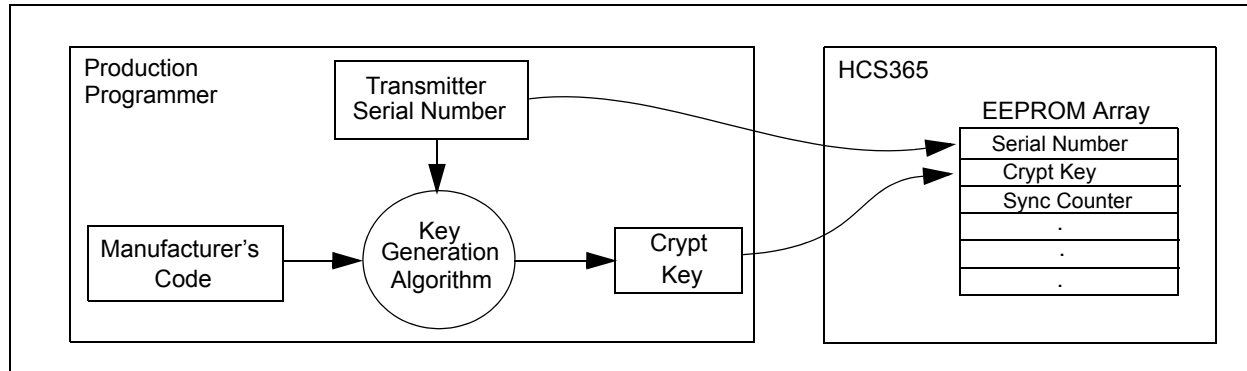 Production
Programmer
Transmitter
Serial Number
Manufacturer's
Code
Key
Generation
Algorithm
Crypt
Key
HCS365
EEPROM Array
Serial Number
Crypt Key
Sync Counter
.
.
.